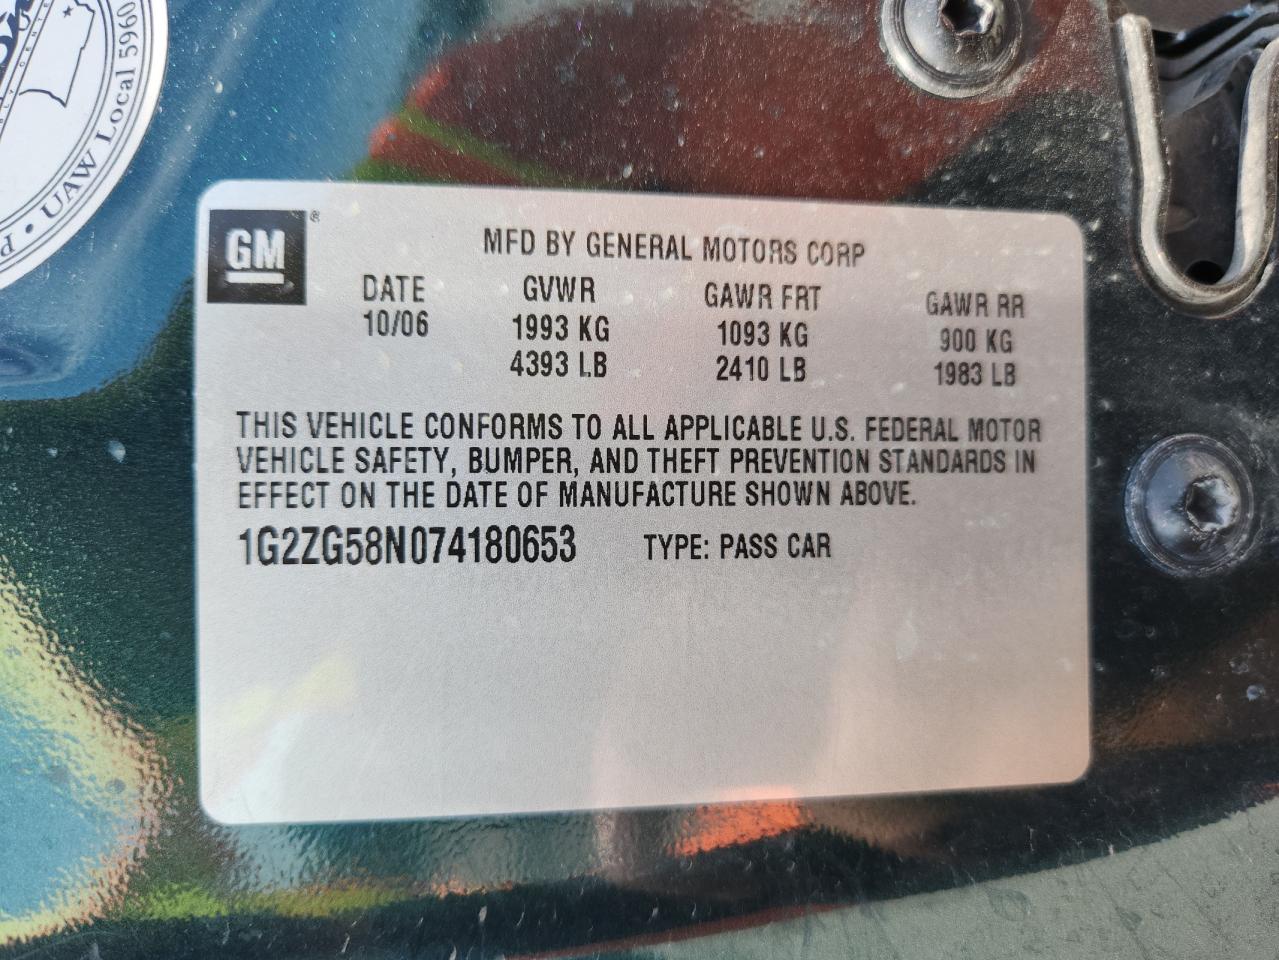 UAW Local 5960
GM®
MFD BY GENERAL MOTORS CORP
DATE GVWR GAWR FRT GAWR RR
10/06 1993 KG 1093 KG 900 KG
4393 LB 2410 LB 1983 LB
THIS VEHICLE CONFORMS TO ALL APPLICABLE U.S. FEDERAL MOTOR
VEHICLE SAFETY, BUMPER, AND THEFT PREVENTION STANDARDS IN
EFFECT ON THE DATE OF MANUFACTURE SHOWN ABOVE.
1G2ZG58N074180653 TYPE: PASS CAR